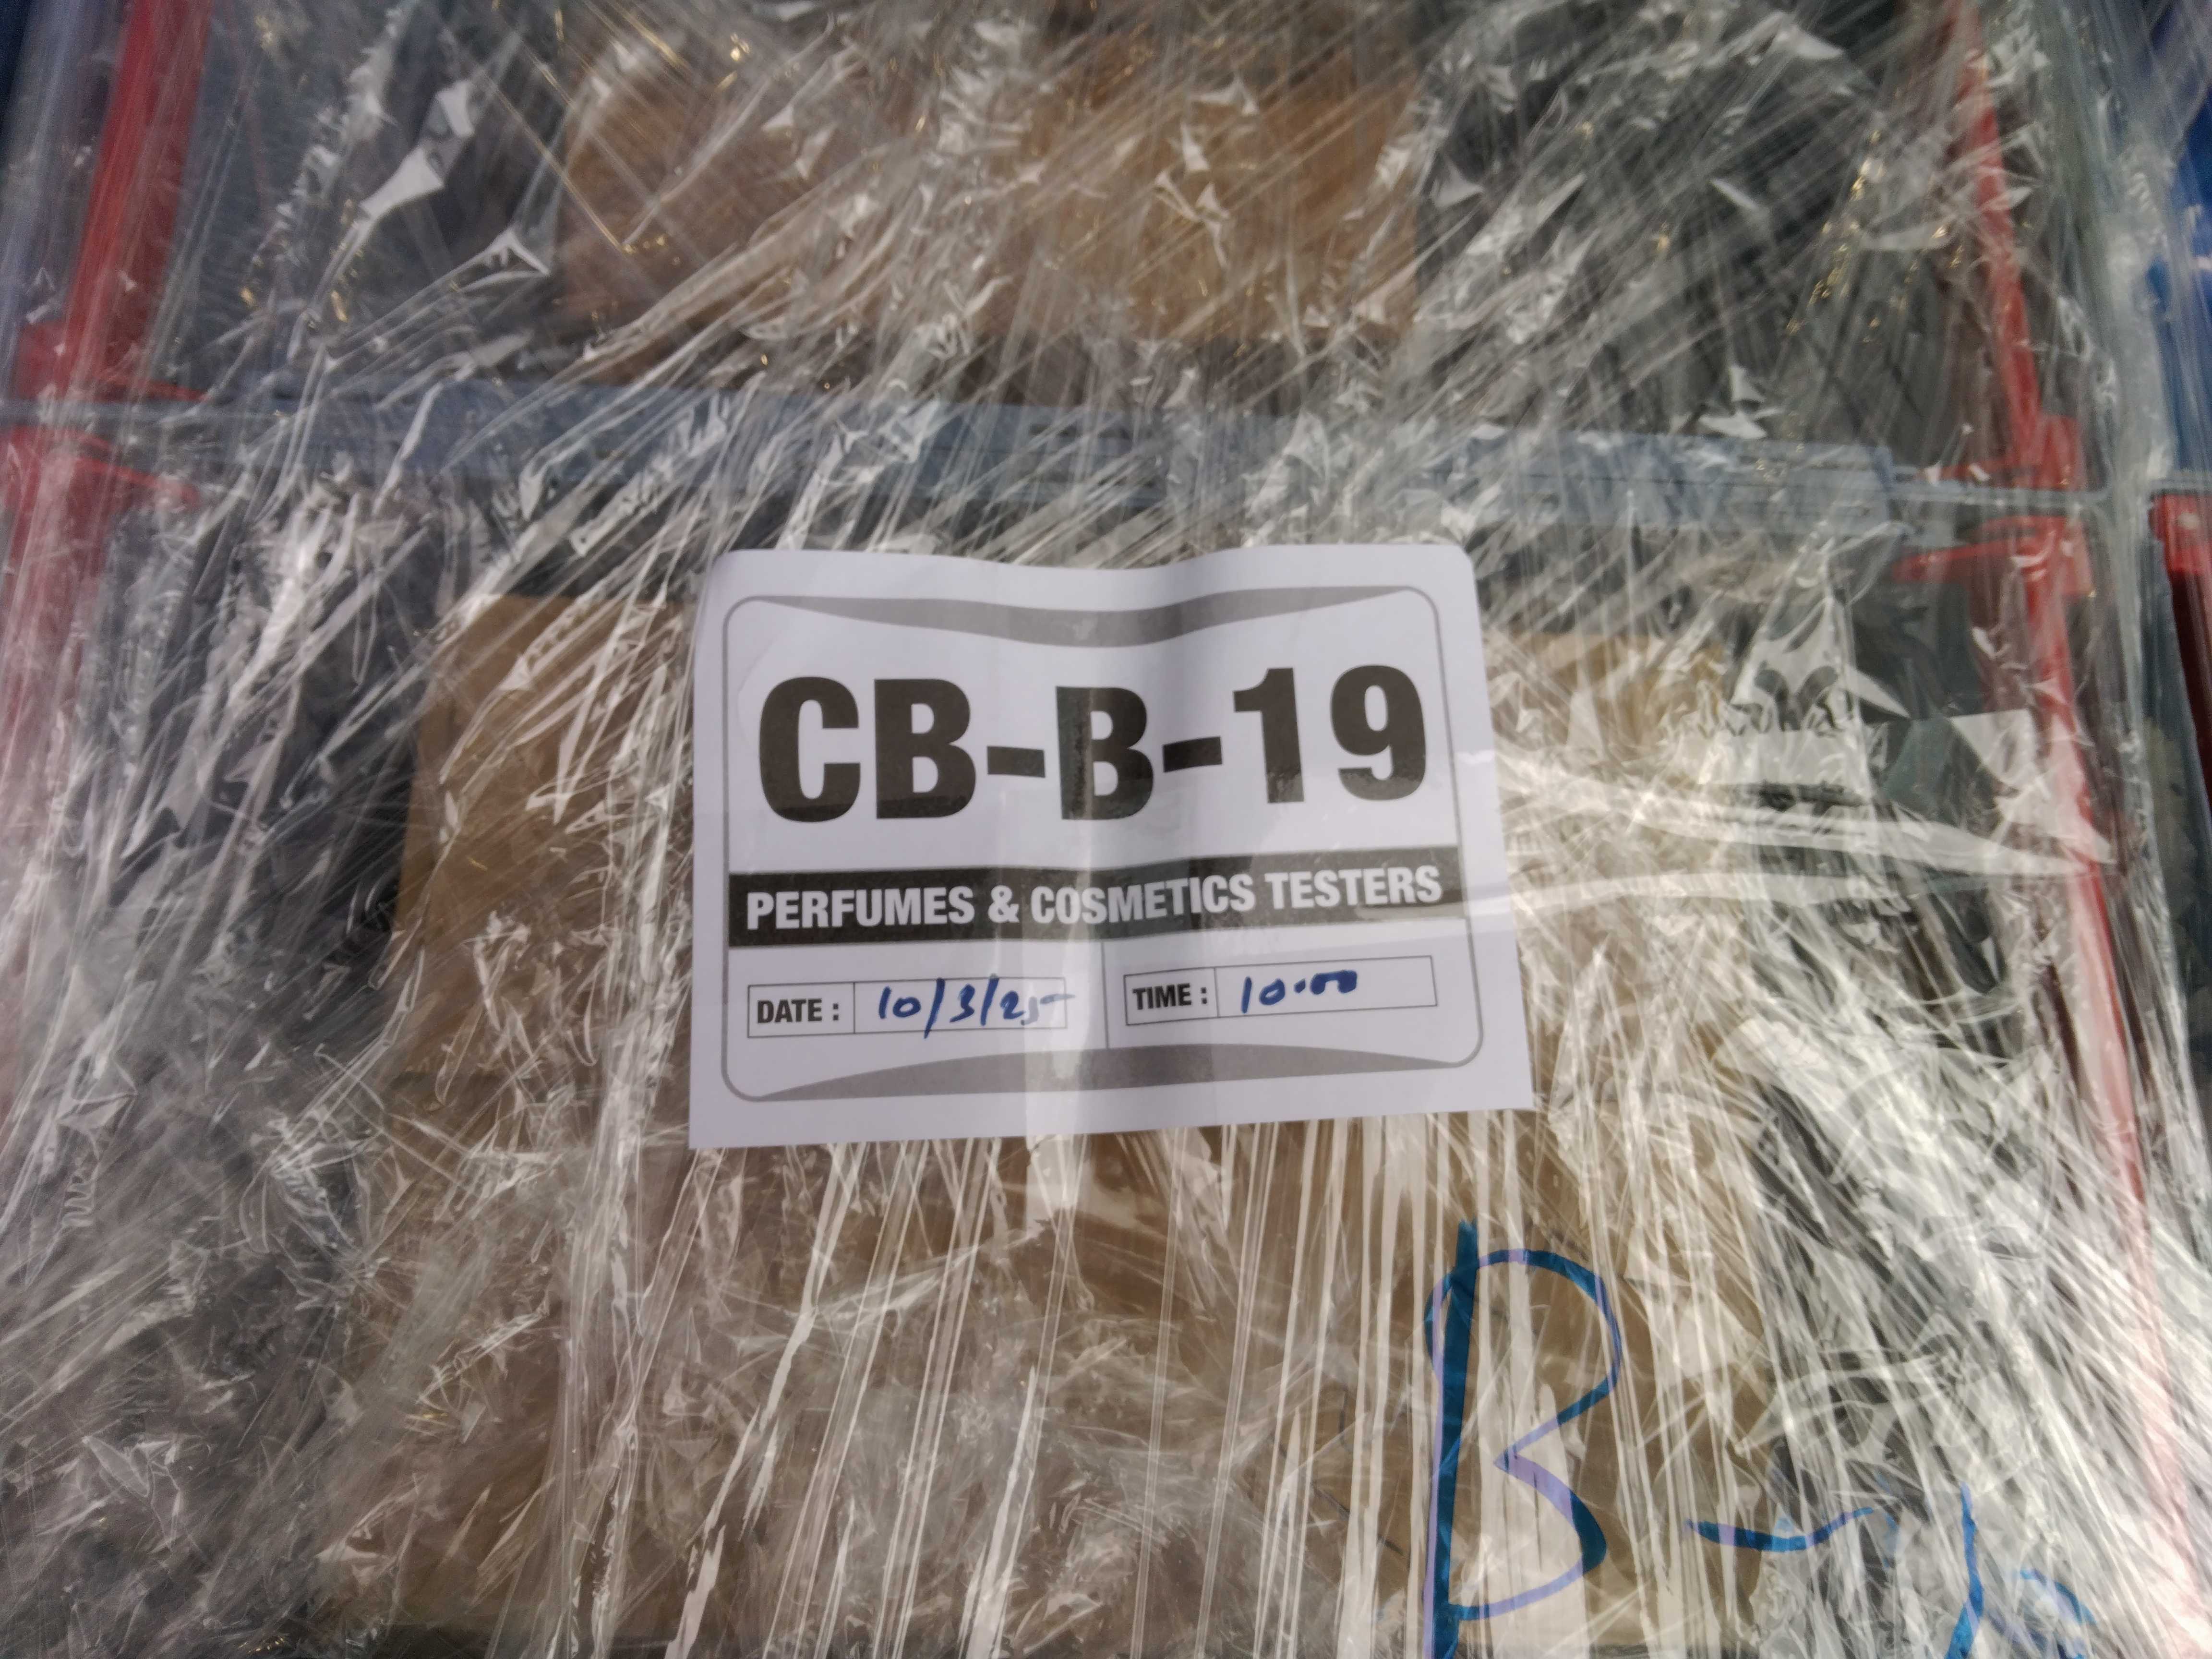 CB-B-19
PERFUMES & COSMETICS TESTERS
DATE : 10/3/25
TIME : 10.00
B-